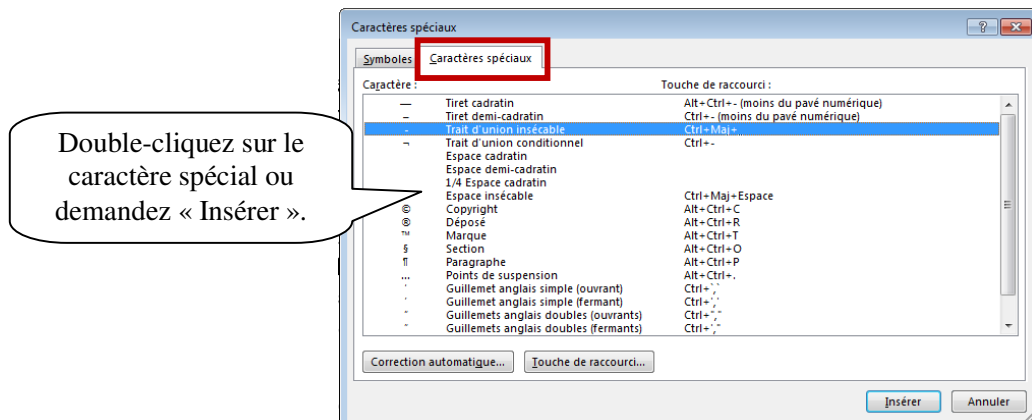 Caractères spéciaux
Symboles Caractères spéciaux
Caractère : Touche de raccourci :
— Tiret cadratin Alt+Ctrl+- (moins du pavé numérique)
– Tiret demi-cadratin Ctrl+- (moins du pavé numérique)
- Trait d'union insécable Ctrl+Maj+_
¬ Trait d'union conditionnel Ctrl+-
Espace cadratin
Espace demi-cadratin
1/4 Espace cadratin
Espace insécable Ctrl+Maj+Espace
© Copyright Alt+Ctrl+C
® Déposé Alt+Ctrl+R
™ Marque Alt+Ctrl+T
§ Section Alt+Ctrl+O
¶ Paragraphe Alt+Ctrl+P
... Points de suspension Alt+Ctrl+.
‘ Guillemet anglais simple (ouvrant) Ctrl+`,`
’ Guillemet anglais simple (fermant) Ctrl+','
“ Guillemets anglais doubles (ouvrants) Ctrl+`,"
” Guillemets anglais doubles (fermants) Ctrl+',"
Correction automatique... Touche de raccourci...
Insérer Annuler
Double-cliquez sur le
caractère spécial ou
demandez « Insérer ».